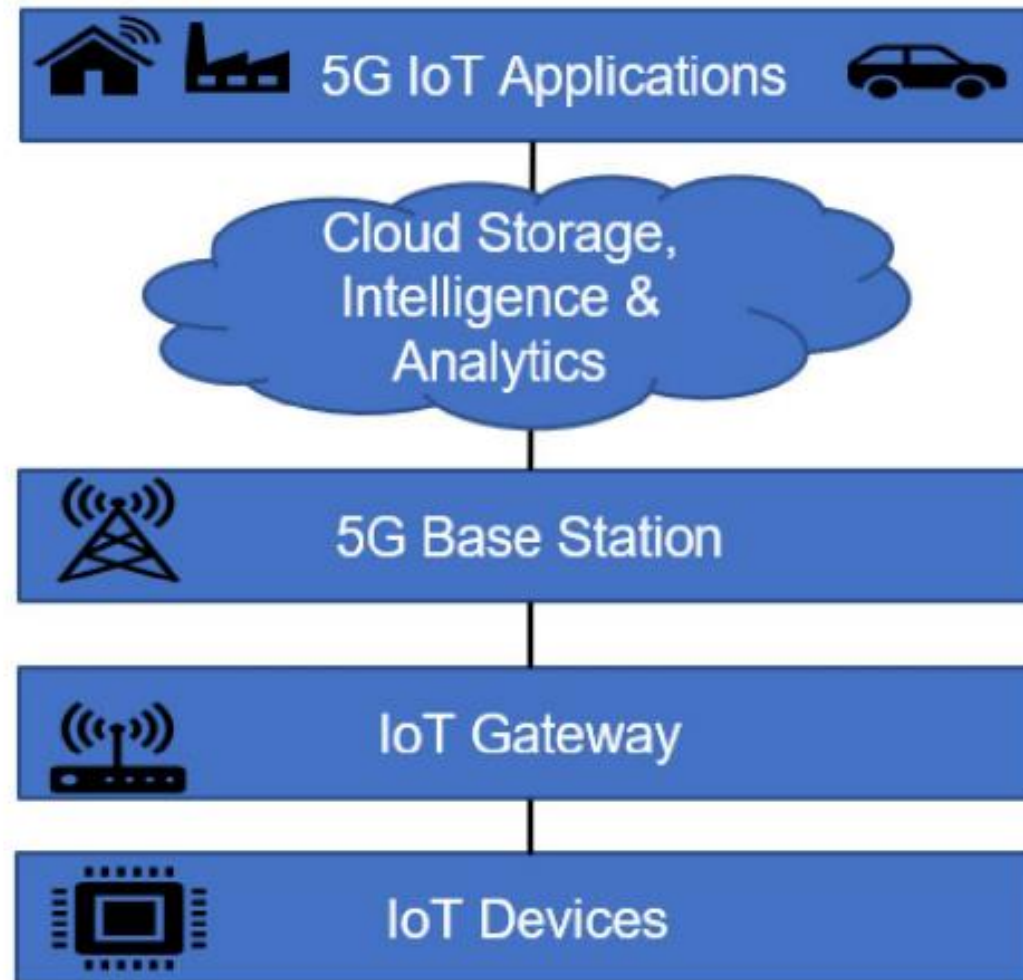 5G IoT Applications
Cloud Storage,
Intelligence &
Analytics
5G Base Station
IoT Gateway
IoT Devices